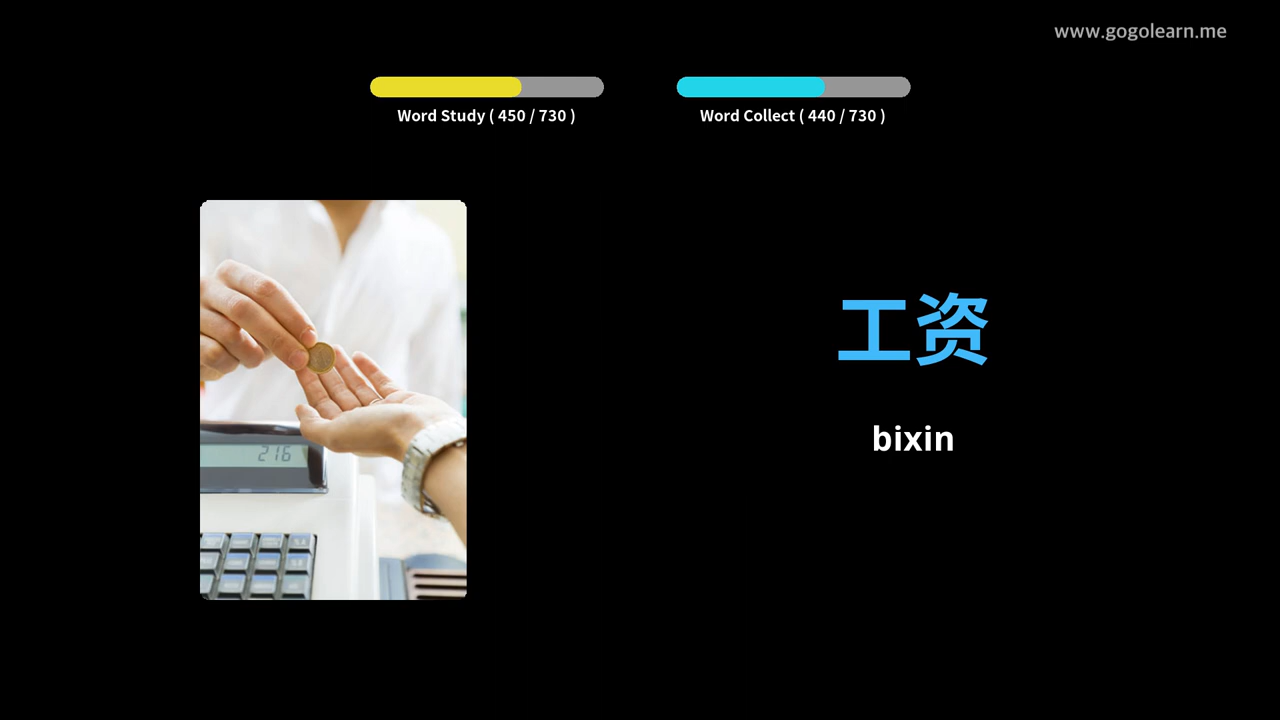 www.gogolearn.me
Word Study ( 450 / 730 )
Word Collect ( 440 / 730 )
工资
bixin
216